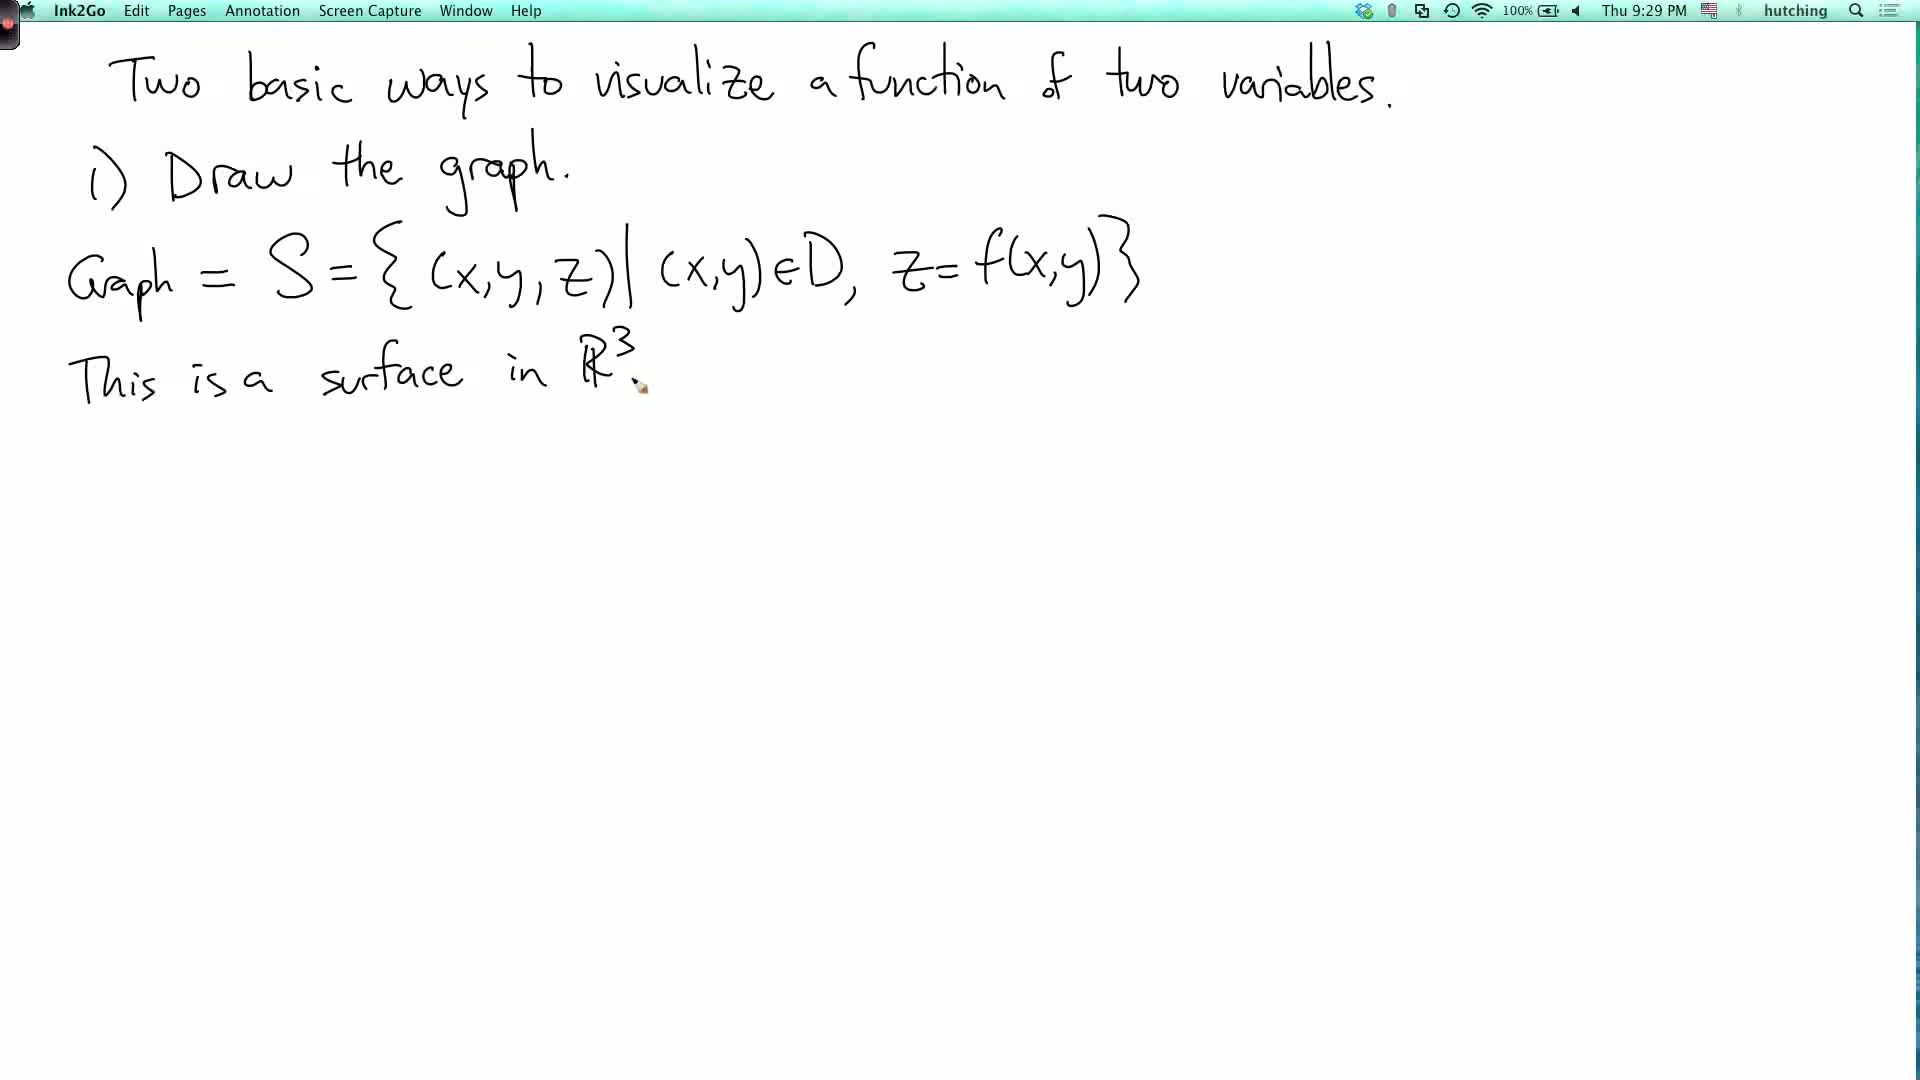 Ink2Go Edit Pages Annotation Screen Capture Window Help 100% Thu 9:29 PM hutching
Two basic ways to visualize a function of two variables.
1) Draw the graph.
Graph = S = { (x,y,z) | (x,y) ∈ D, z = f(x,y) }
This is a surface in ℝ³.